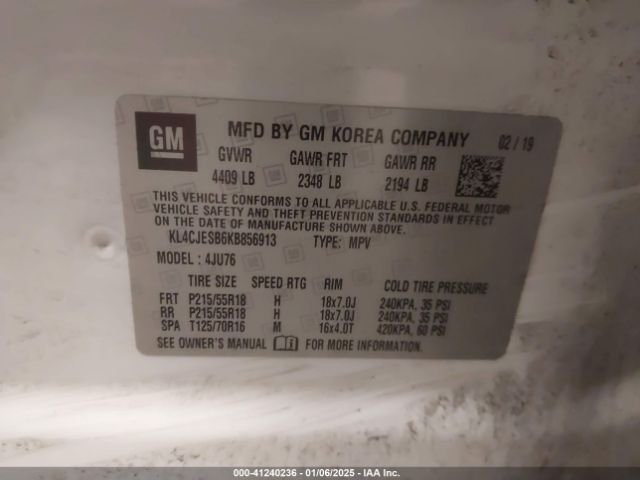 GM
MFD BY GM KOREA COMPANY 02 / 19
GVWR GAWR FRT GAWR RR
4409 LB 2348 LB 2194 LB
THIS VEHICLE CONFORMS TO ALL APPLICABLE U.S. FEDERAL MOTOR
VEHICLE SAFETY AND THEFT PREVENTION STANDARDS IN EFFECT
ON THE DATE OF MANUFACTURE SHOWN ABOVE.
KL4CJESB6KB856913 TYPE: MPV
MODEL : 4JU76
TIRE SIZE SPEED RTG RIM COLD TIRE PRESSURE
FRT P215/55R18 H 18x7.0J 240KPA, 35 PSI
RR P215/55R18 H 18x7.0J 240KPA, 35 PSI
SPA T125/70R16 M 16x4.0T 420KPA, 60 PSI
SEE OWNER'S MANUAL FOR MORE INFORMATION.
000-41240236 - 01/06/2025 - IAA Inc.